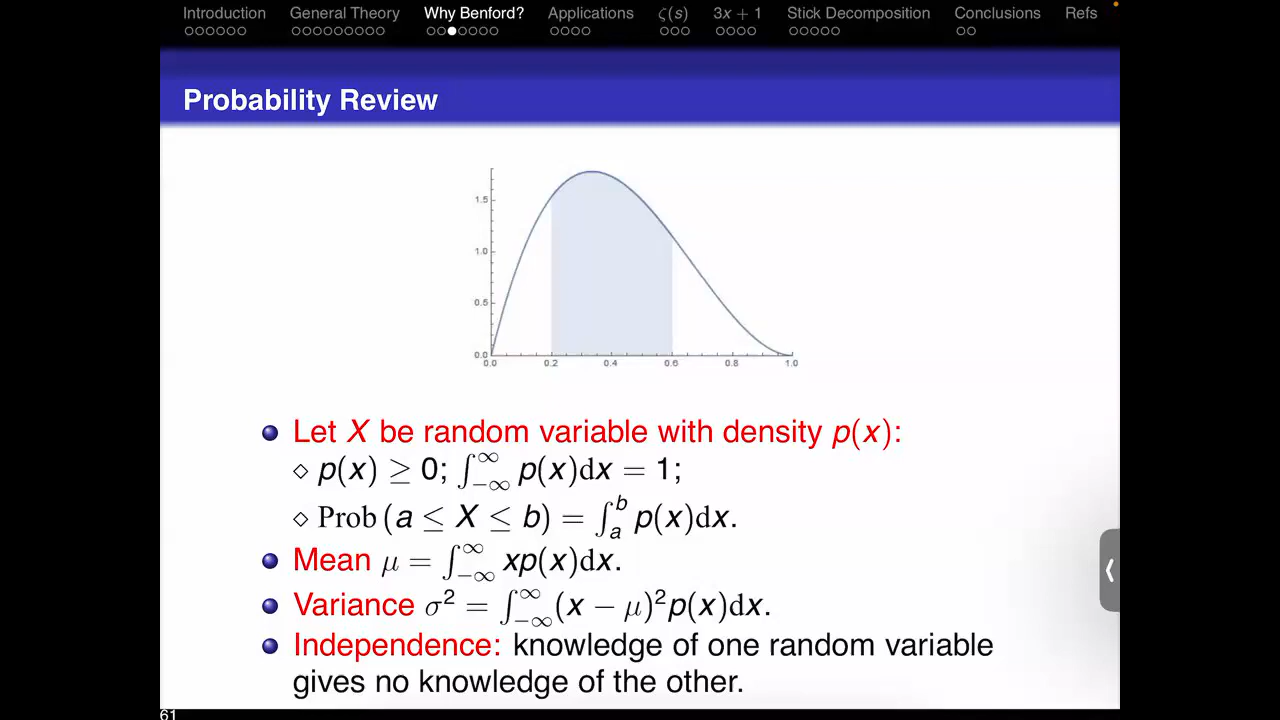 Introduction General Theory Why Benford? Applications ζ(s) 3x + 1 Stick Decomposition Conclusions Refs
Probability Review
1.5
1.0
0.5
0.0
0.0 0.2 0.4 0.6 0.8 1.0
Let X be random variable with density p(x):
⋄ p(x) ≥ 0; ∫_{−∞}^{∞} p(x)dx = 1;
⋄ Prob (a ≤ X ≤ b) = ∫_a^b p(x)dx.
Mean μ = ∫_{−∞}^{∞} xp(x)dx.
Variance σ² = ∫_{−∞}^{∞} (x − μ)²p(x)dx.
Independence: knowledge of one random variable
gives no knowledge of the other.
61